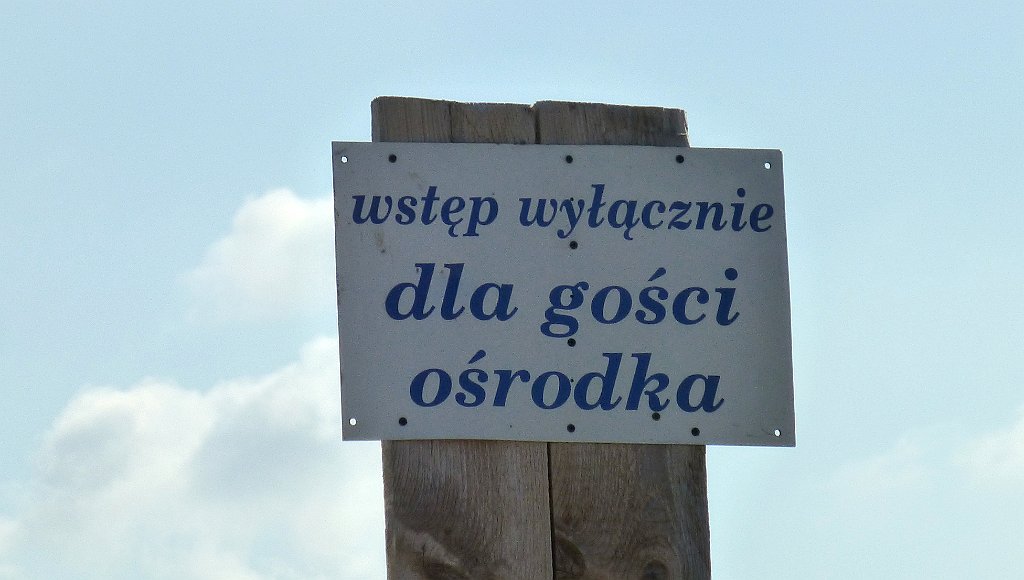 wstęp wyłącznie
dla gości
ośrodka